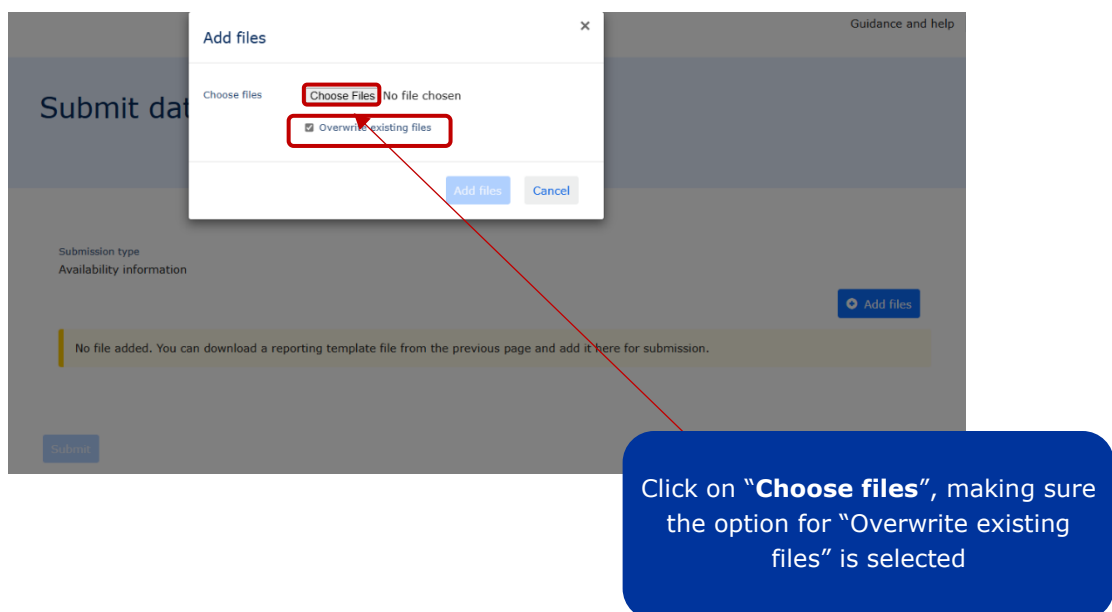 Guidance and help
Add files
×
Submit dat
Choose files
Choose Files No file chosen
Overwrite existing files
Add files
Cancel
Submission type
Availability information
Add files
No file added. You can download a reporting template file from the previous page and add it here for submission.
Submit
Click on “Choose files”, making sure
the option for “Overwrite existing
files” is selected